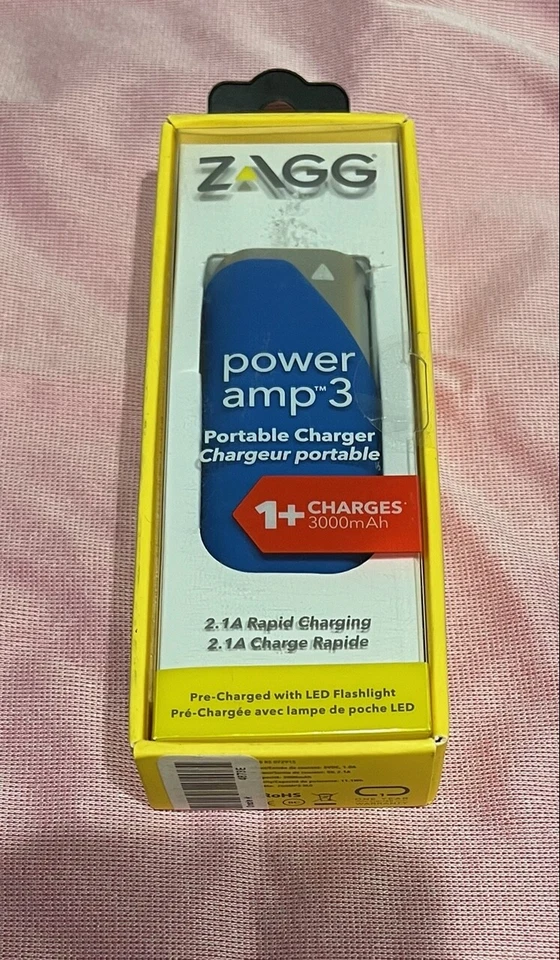 ZAGG
power
amp™3
Portable Charger
Chargeur portable
1+ CHARGES
3000mAh
2.1A Rapid Charging
2.1A Charge Rapide
Pre-Charged with LED Flashlight
Pré-Chargée avec lampe de poche LED
RoHS